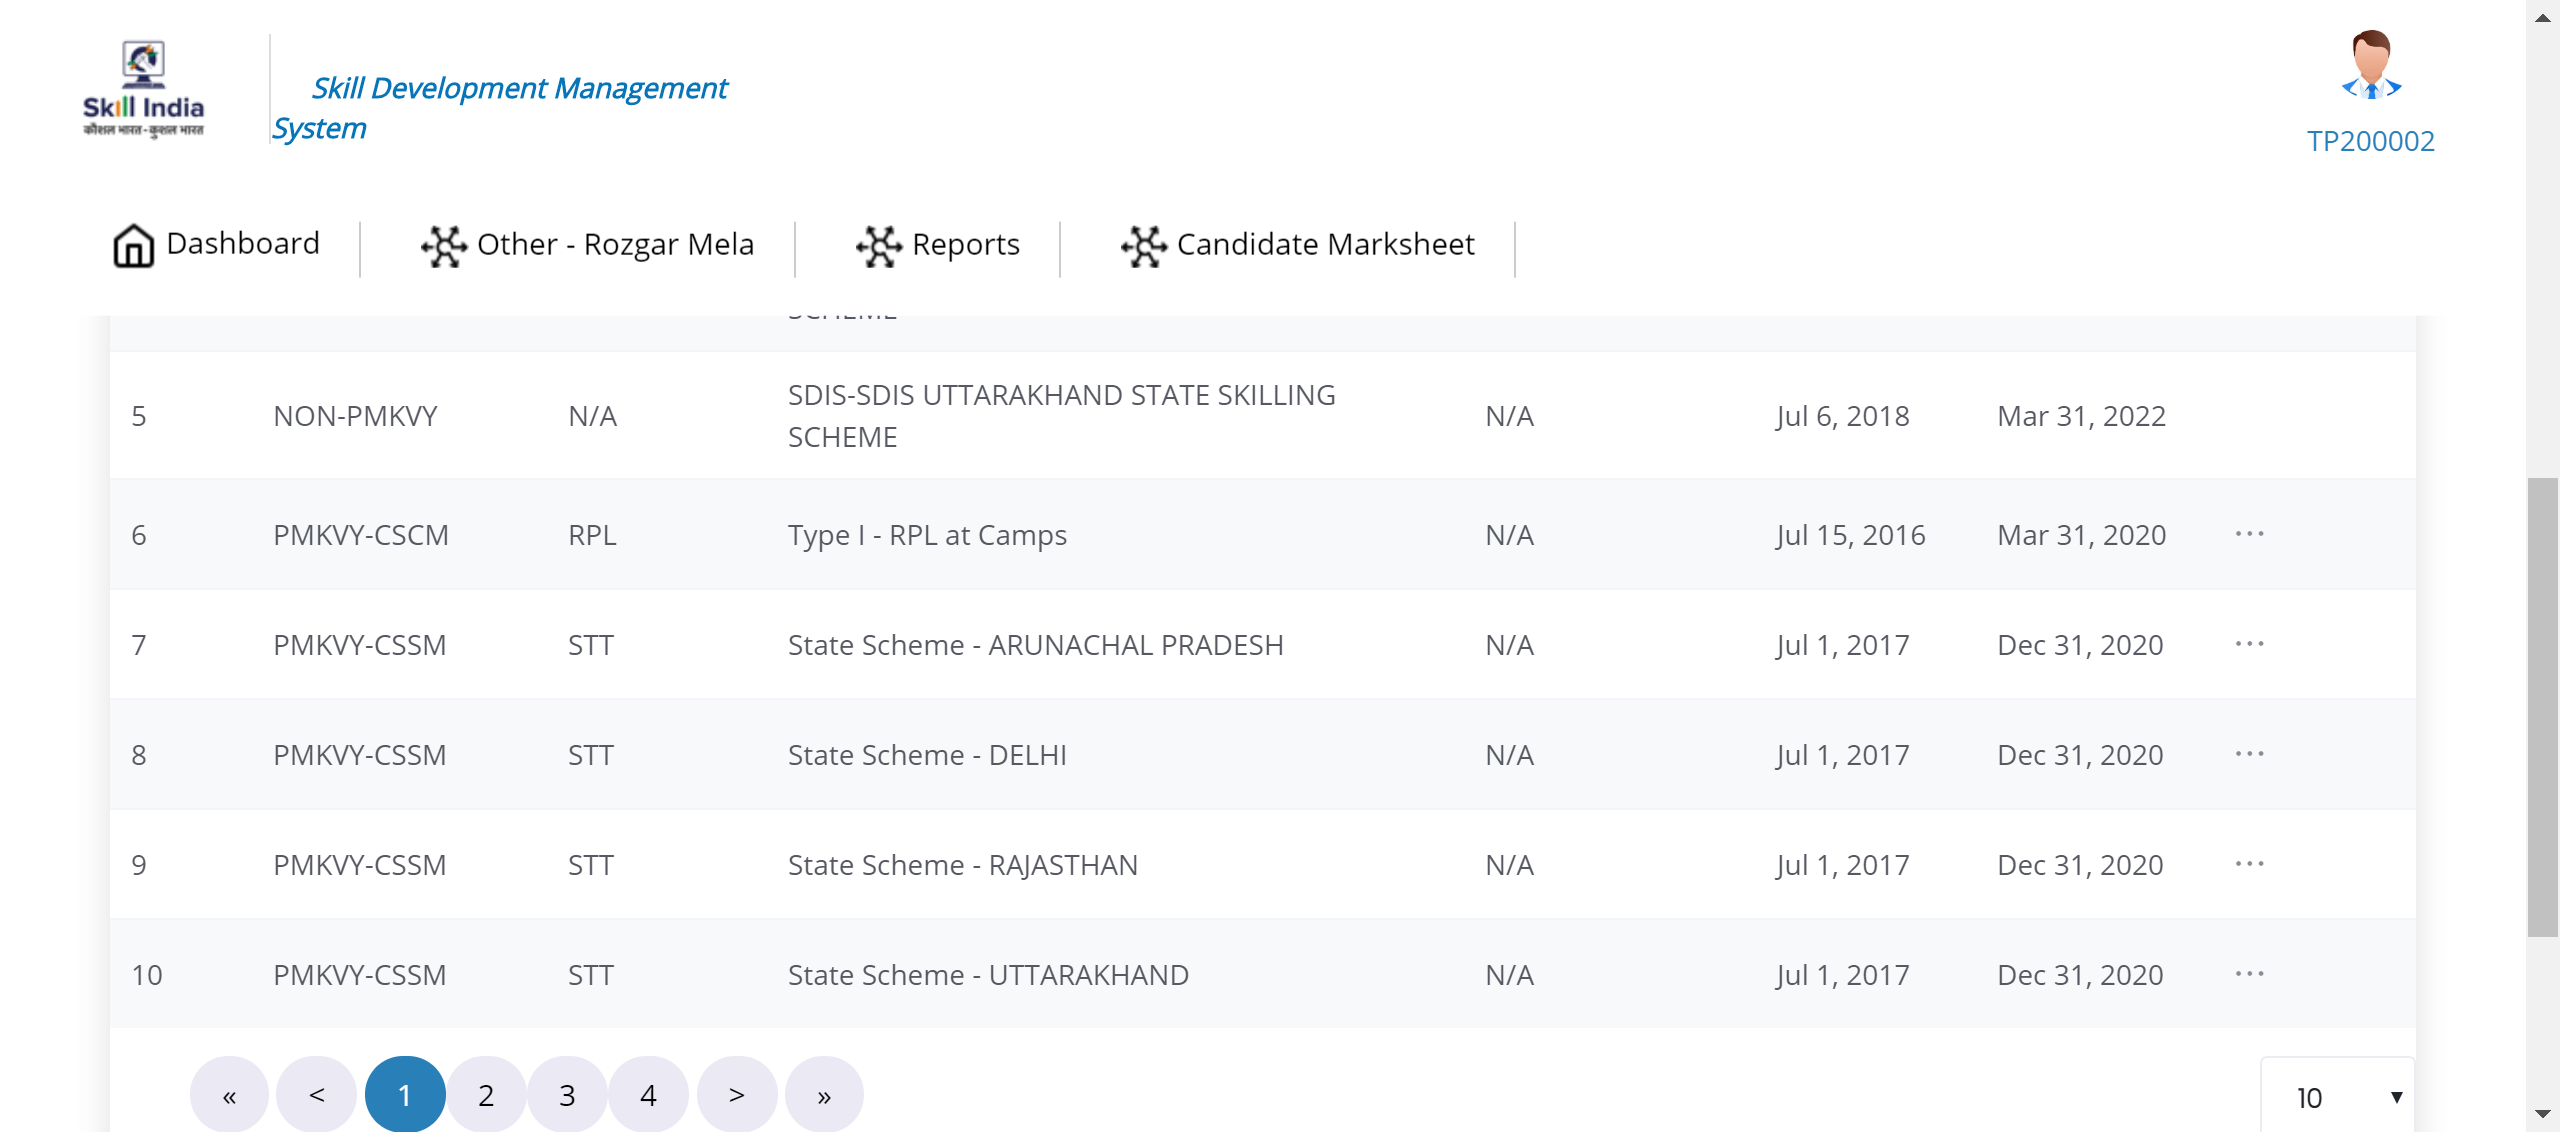 Skill India
कौशल भारत-कुशल भारत
Skill Development Management
System
TP200002
Dashboard
Other - Rozgar Mela
Reports
Candidate Marksheet
SCHEME
5 NON-PMKVY N/A SDIS-SDIS UTTARAKHAND STATE SKILLING SCHEME N/A Jul 6, 2018 Mar 31, 2022
6 PMKVY-CSCM RPL Type I - RPL at Camps N/A Jul 15, 2016 Mar 31, 2020 ...
7 PMKVY-CSSM STT State Scheme - ARUNACHAL PRADESH N/A Jul 1, 2017 Dec 31, 2020 ...
8 PMKVY-CSSM STT State Scheme - DELHI N/A Jul 1, 2017 Dec 31, 2020 ...
9 PMKVY-CSSM STT State Scheme - RAJASTHAN N/A Jul 1, 2017 Dec 31, 2020 ...
10 PMKVY-CSSM STT State Scheme - UTTARAKHAND N/A Jul 1, 2017 Dec 31, 2020 ...
« < 1 2 3 4 > » 10